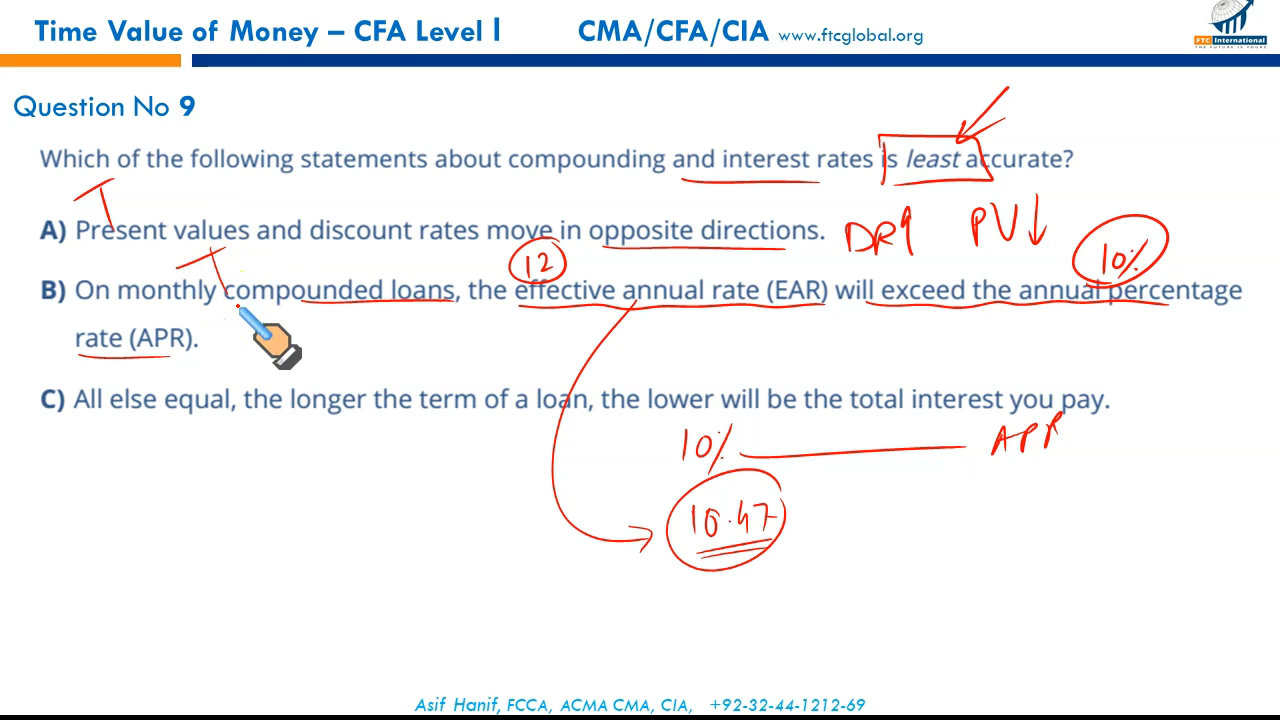 Time Value of Money – CFA Level I CMA/CFA/CIA www.ftcglobal.org
FTC International
THE FUTURE IS YOURS
Question No 9
Which of the following statements about compounding and interest rates is least accurate?
T
A) Present values and discount rates move in opposite directions. DR↑ PV↓
T 12 10%
B) On monthly compounded loans, the effective annual rate (EAR) will exceed the annual percentage
rate (APR).
C) All else equal, the longer the term of a loan, the lower will be the total interest you pay.
10% APR
10.47
Asif Hanif, FCCA, ACMA CMA, CIA, +92-32-44-1212-69